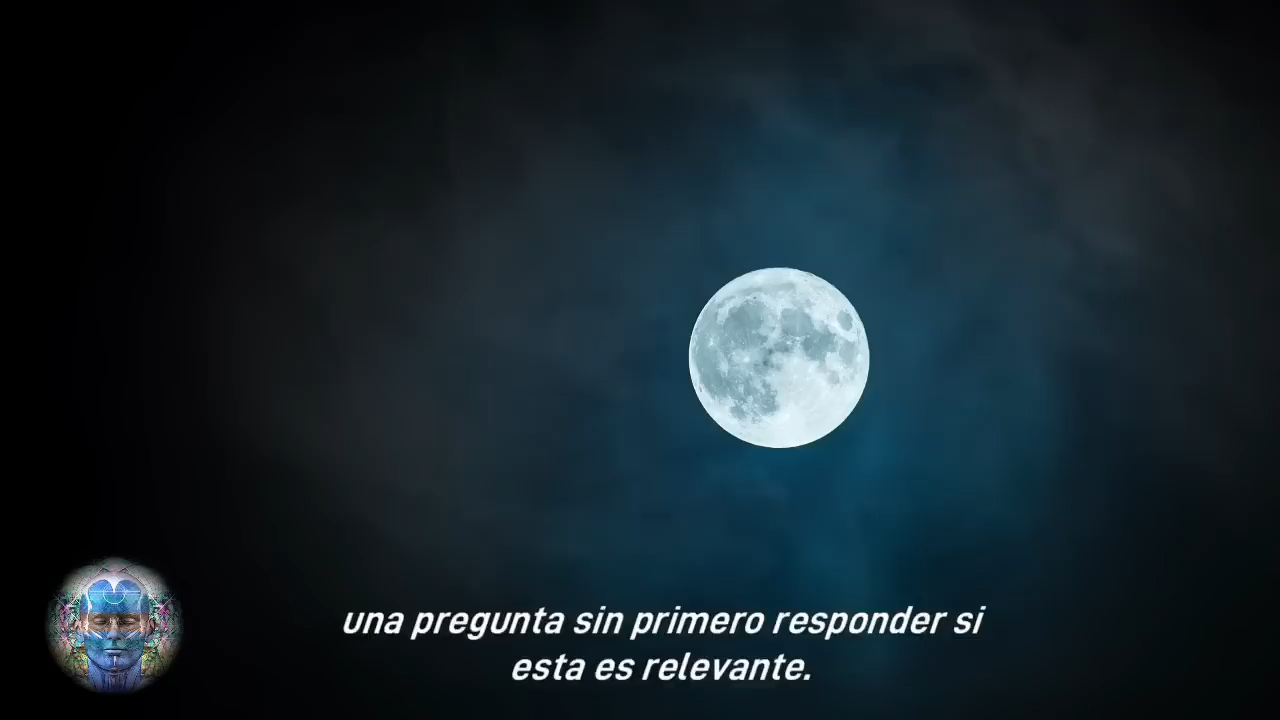 una pregunta sin primero responder si
esta es relevante.